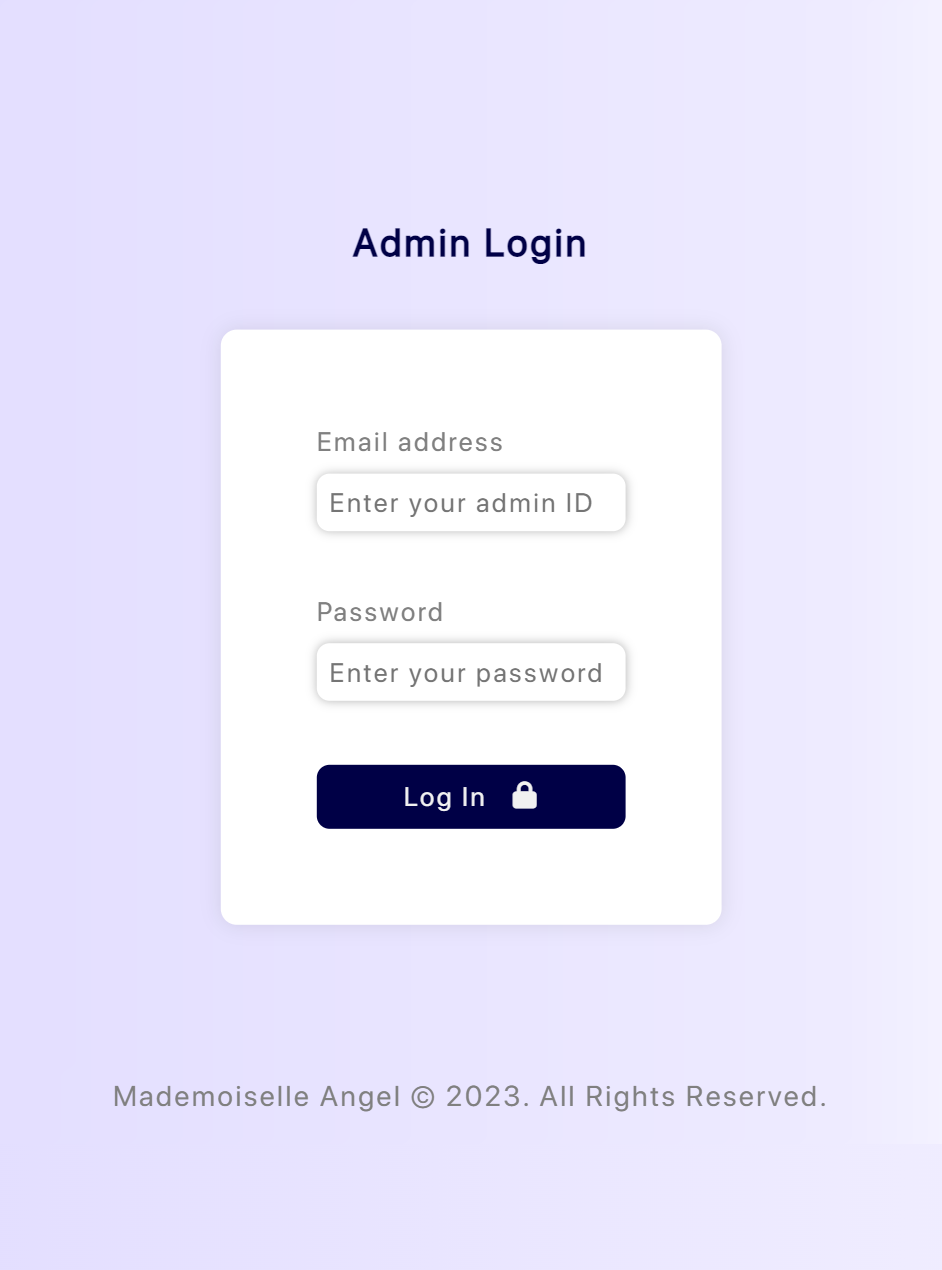 Admin Login
Email address
Enter your admin ID
Password
Enter your password
Log In
Mademoiselle Angel © 2023. All Rights Reserved.